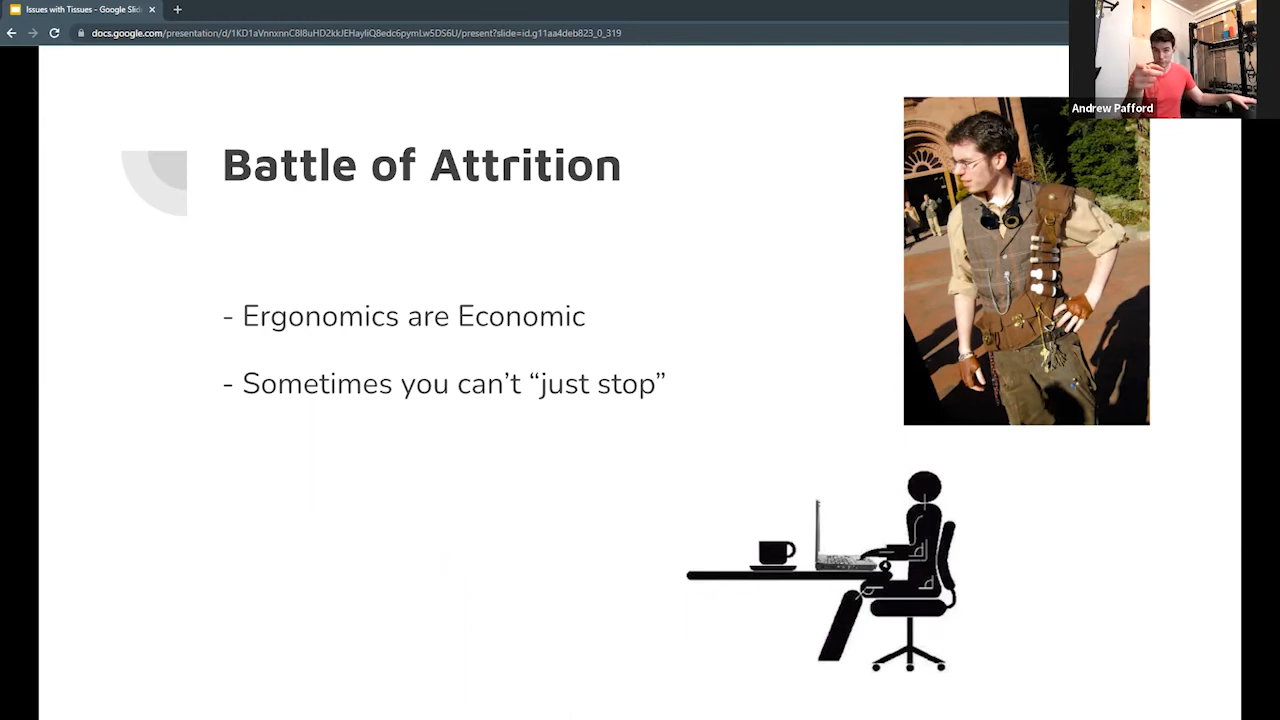 Issues with Tissues - Google Slid
docs.google.com/presentation/d/1KD1aVnnxnnC8I8uHD2kkJEHayliQ8edc6pymLw5DS6U/present?slide=id.g11aa4deb823_0_319
Andrew Pafford
Battle of Attrition
- Ergonomics are Economic
- Sometimes you can’t “just stop”